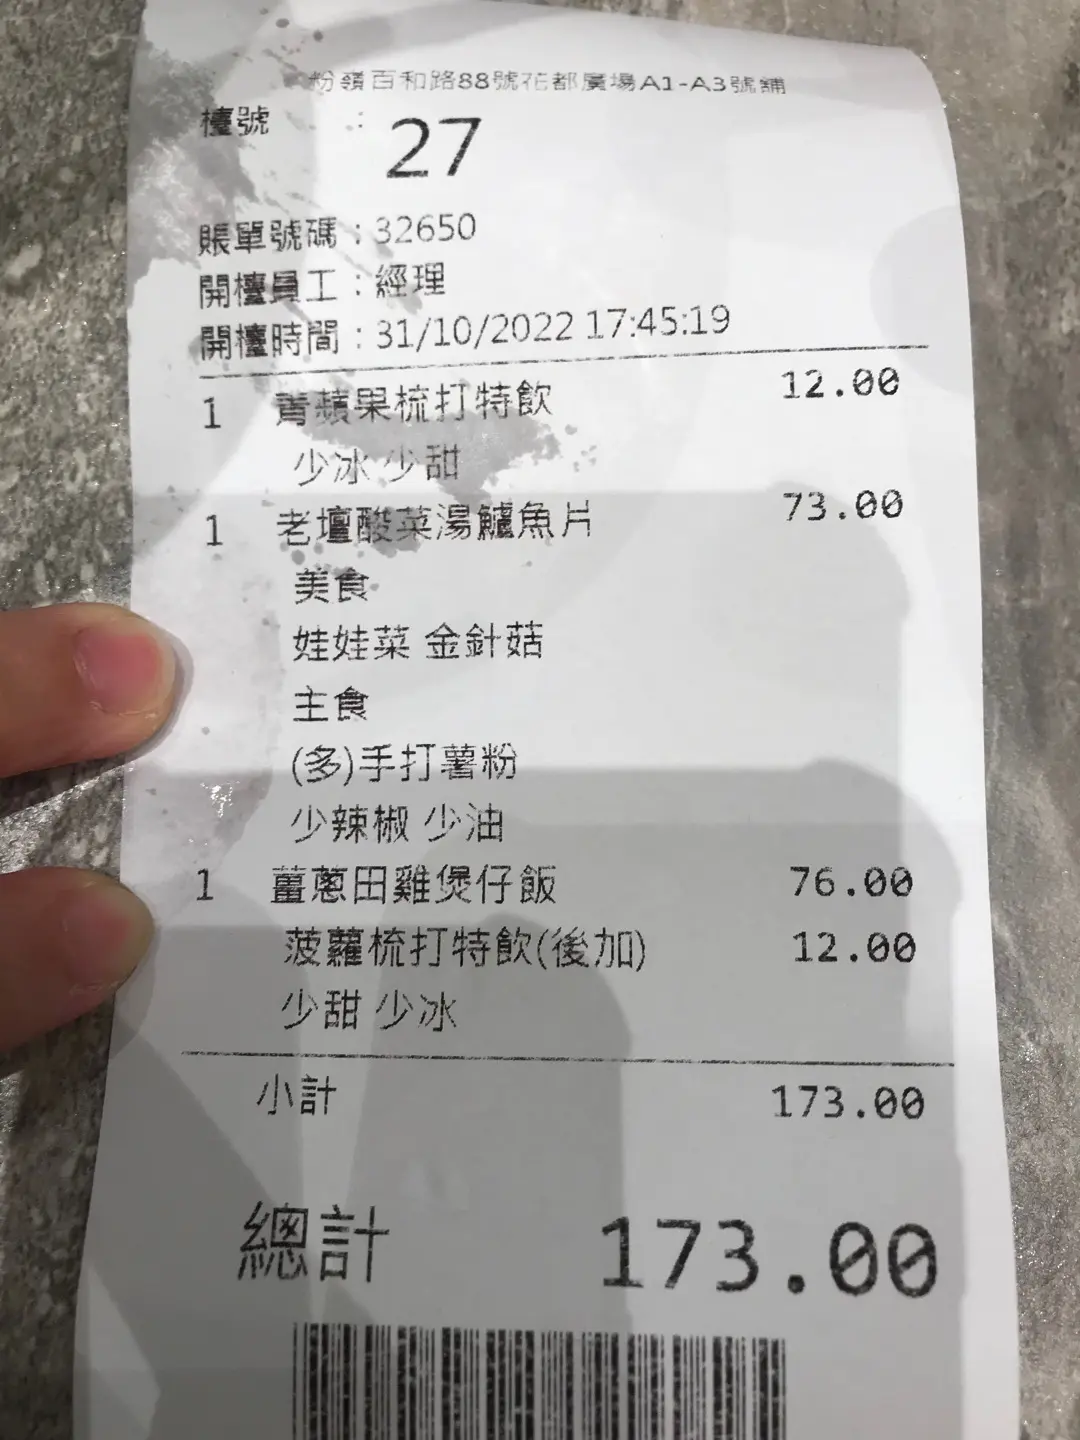 粉嶺百和路88號花都廣場A1-A3號舖
檯號 : 27
賬單號碼 : 32650
開檯員工 : 經理
開檯時間 : 31/10/2022 17:45:19
1 青蘋果梳打特飲 12.00
少冰 少甜
1 老壇酸菜湯鱸魚片 73.00
美食
娃娃菜 金針菇
主食
(多)手打薯粉
少辣椒 少油
1 薑蔥田雞煲仔飯 76.00
菠蘿梳打特飲(後加) 12.00
少甜 少冰
小計 173.00
總計 173.00